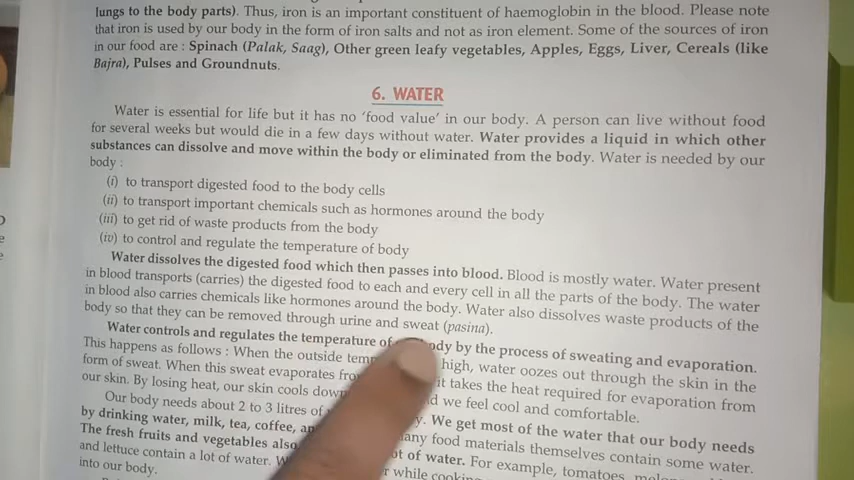 lungs to the body parts). Thus, iron is an important constituent of haemoglobin in the blood. Please note
that iron is used by our body in the form of iron salts and not as iron element. Some of the sources of iron
in our food are : Spinach (Palak, Saag), Other green leafy vegetables, Apples, Eggs, Liver, Cereals (like
Bajra), Pulses and Groundnuts.
6. WATER
Water is essential for life but it has no ‘food value’ in our body. A person can live without food
for several weeks but would die in a few days without water. Water provides a liquid in which other
substances can dissolve and move within the body or eliminated from the body. Water is needed by our
body :
(i) to transport digested food to the body cells
(ii) to transport important chemicals such as hormones around the body
(iii) to get rid of waste products from the body
(iv) to control and regulate the temperature of body
Water dissolves the digested food which then passes into blood. Blood is mostly water. Water present
in blood transports (carries) the digested food to each and every cell in all the parts of the body. The water
in blood also carries chemicals like hormones around the body. Water also dissolves waste products of the
body so that they can be removed through urine and sweat (pasina).
Water controls and regulates the temperature of body by the process of sweating and evaporation.
This happens as follows : When the outside high, water oozes out through the skin in the
form of sweat. When this sweat evaporates it takes the heat required for evaporation from
our skin. By losing heat, our skin cools we feel cool and comfortable.
Our body needs about 2 to 3 litres of We get most of the water that our body needs
by drinking water, milk, tea, coffee, many food materials themselves contain some water.
The fresh fruits and vegetables also of water. For example, tomatoes,
and lettuce contain a lot of water. while
into our body.